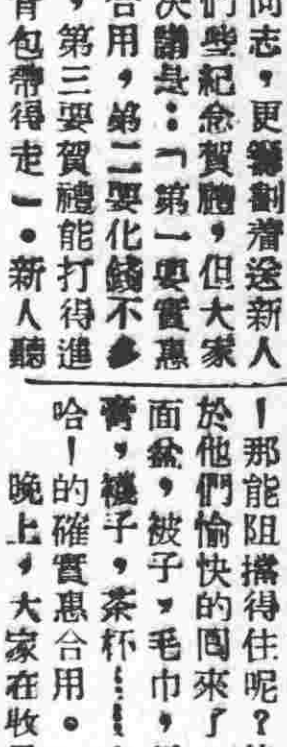 同志，更籌劃着送新人
們些紀念賀禮，但大家
決議是：「第一要實惠
合用，第二要化錢不多
，第三要賀禮能打得進
背包帶得走」。新人聽
！那能阻擋得住呢？
於他們愉快的回來了
面盆，被子，毛巾，
膏，襪子，茶杯……
哈！的確實惠合用。
晚上，大家在收